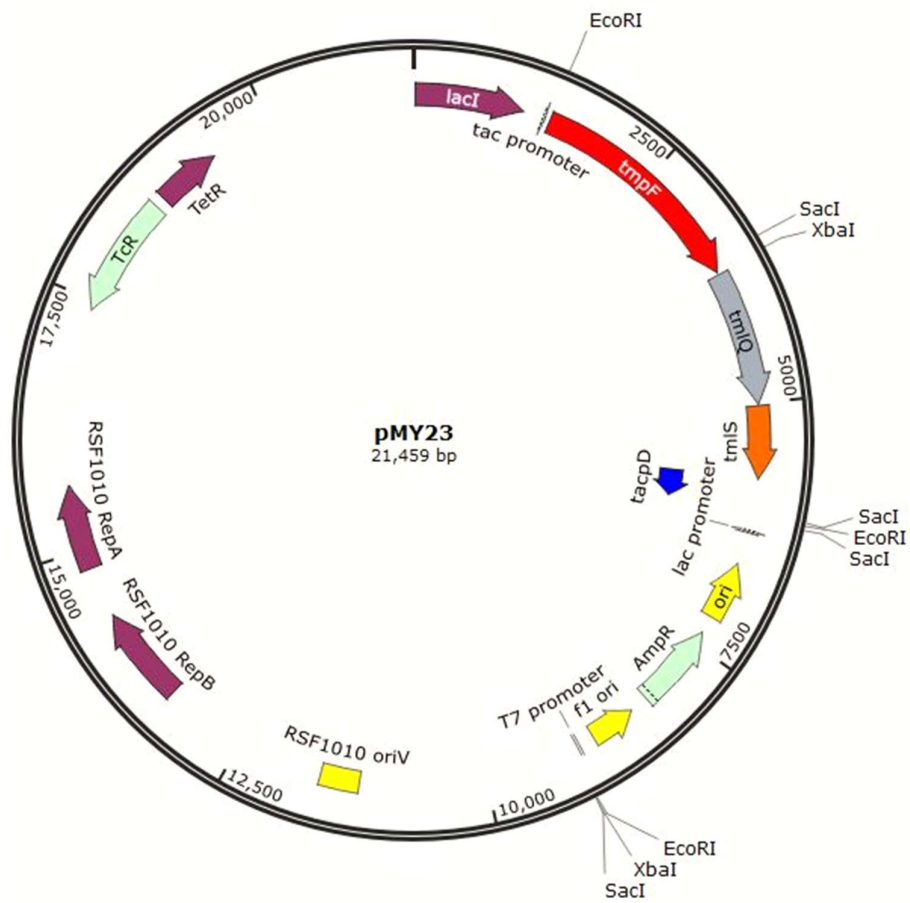 EcoRI
lacI
tac promoter
tmpF
2500
SacI
XbaI
tmlQ
5000
tmlS
tacpD
lac promoter
SacI
EcoRI
SacI
ori
7500
AmpR
f1 ori
T7 promoter
EcoRI
XbaI
SacI
10,000
RSF1010 oriV
12,500
RSF1010 RepB
15,000
RSF1010 RepA
17,500
TcR
TetR
20,000
pMY23
21,459 bp